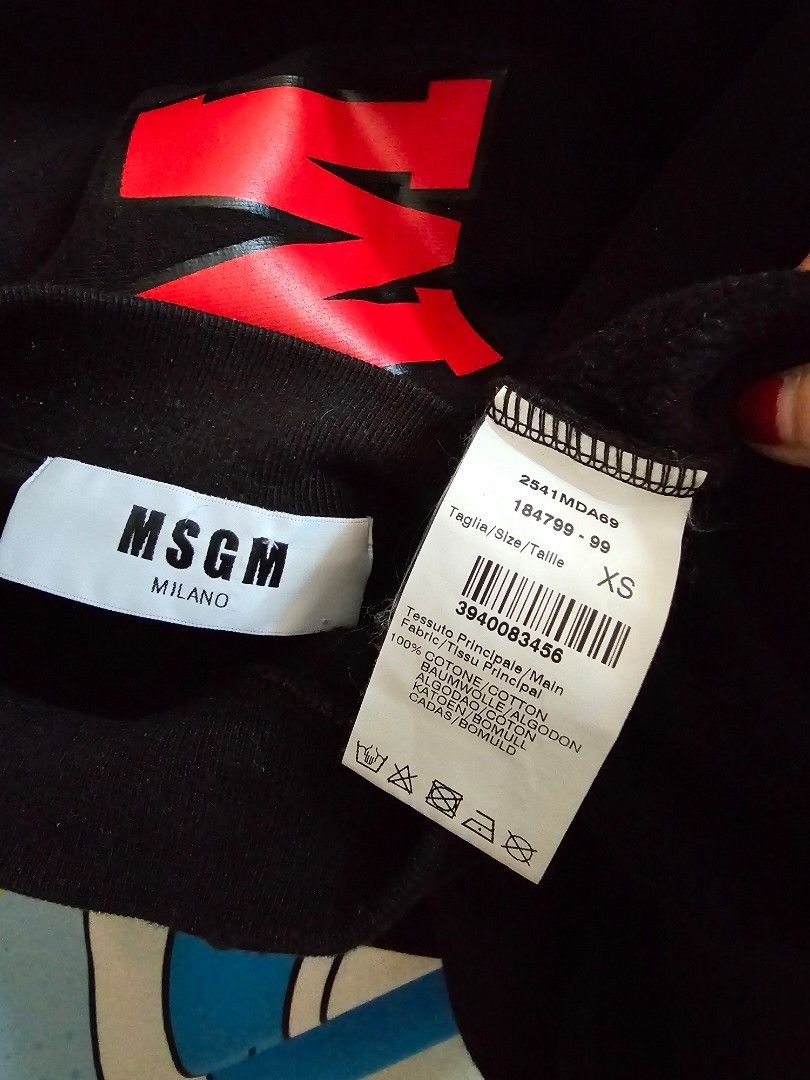 M
MSGM
MILANO
2541MDA69
184799-99
Taglia/Size/Taille
XS
3940083456
Tessuto Principale/Main
Fabric/Tissu Principal
100% COTONE/COTTON
BAUMWOLLE/ALGODON
ALGODAO/COTON
KATOEN/BOMULL
CADAS/BOMULD